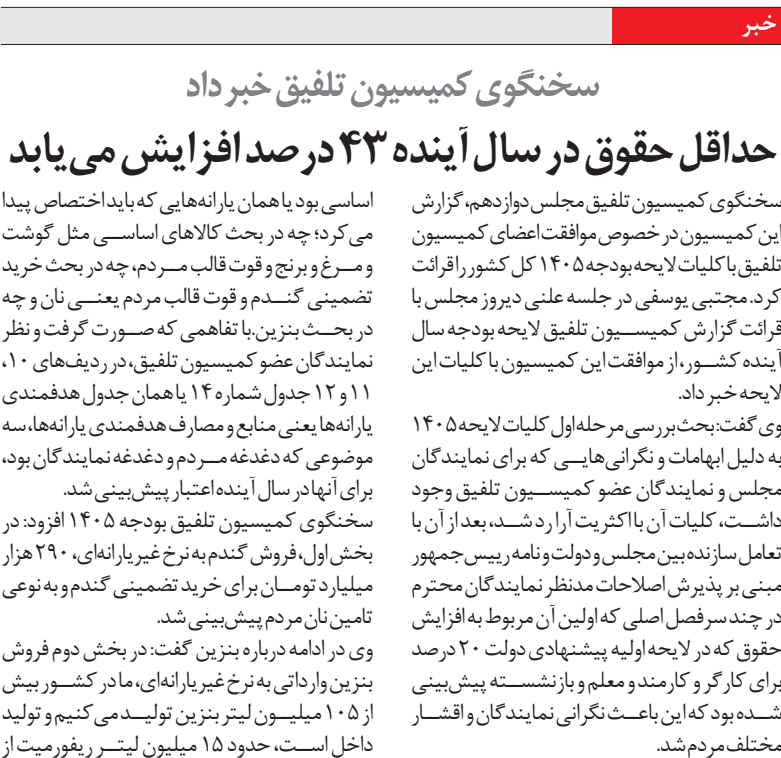 خبر
سخنگوی کمیسیون تلفیق خبر داد
حداقل حقوق در سال آینده ۴۳ درصد افزایش می‌یابد
سخنگوی کمیسیون تلفیق مجلس دوازدهم، گزارش
این کمیسیون در خصوص موافقت اعضای کمیسیون
تلفیق با کلیات لایحه بودجه ۱۴۰۵ کل کشور را قرائت
کرد. مجتبی یوسفی در جلسه علنی دیروز مجلس با
قرائت گزارش کمیسیون تلفیق لایحه بودجه سال
آینده کشور، از موافقت این کمیسیون با کلیات این
لایحه خبر داد.
وی گفت: بحث بررسی مرحله اول کلیات لایحه ۱۴۰۵
به دلیل ابهامات و نگرانی‌هایی که برای نمایندگان
مجلس و نمایندگان عضو کمیسیون تلفیق وجود
داشت، کلیات آن با اکثریت آرا رد شد، بعد از آن با
تعامل سازنده بین مجلس و دولت و نامه رییس جمهور
مبنی بر پذیرش اصلاحات مدنظر نمایندگان محترم
در چند سرفصل اصلی که اولین آن مربوط به افزایش
حقوق که در لایحه اولیه پیشنهادی دولت ۲۰ درصد
برای کارگر و کارمند و معلم و بازنشسته پیش‌بینی
شده بود که این باعث نگرانی نمایندگان و اقشار
مختلف مردم شد.
اساسی بود یا همان یارانه‌هایی که باید اختصاص پیدا
می‌کرد؛ چه در بحث کالاهای اساسی مثل گوشت
و مرغ و برنج و قوت قالب مردم، چه در بحث خرید
تضمینی گندم و قوت قالب مردم یعنی نان و چه
در بحث بنزین. با تفاهمی که صورت گرفت و نظر
نمایندگان عضو کمیسیون تلفیق، در ردیف‌های ۱۰،
۱۱ و ۱۲ جدول شماره ۱۴ یا همان جدول هدفمندی
یارانه‌ها یعنی منابع و مصارف هدفمندی یارانه‌ها، سه
موضوعی که دغدغه مردم و دغدغه نمایندگان بود،
برای آنها در سال آینده اعتبار پیش‌بینی شد.
سخنگوی کمیسیون تلفیق بودجه ۱۴۰۵ افزود: در
بخش اول، فروش گندم به نرخ غیریارانه‌ای، ۲۹۰ هزار
میلیارد تومان برای خرید تضمینی گندم و به نوعی
تامین نان مردم پیش‌بینی شد.
وی در ادامه درباره بنزین گفت: در بخش دوم فروش
بنزین وارداتی به نرخ غیریارانه‌ای، ما در کشور بیش
از ۱۰۵ میلیون لیتر بنزین تولید می‌کنیم و تولید
داخل است، حدود ۱۵ میلیون لیتر ریفورمیت از